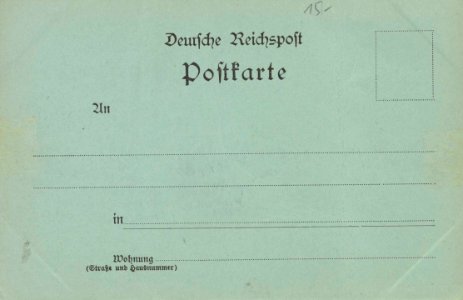 15.-
Deutsche Reichspost
Postkarte
An
in
Wohnung
(Straße und Hausnummer)